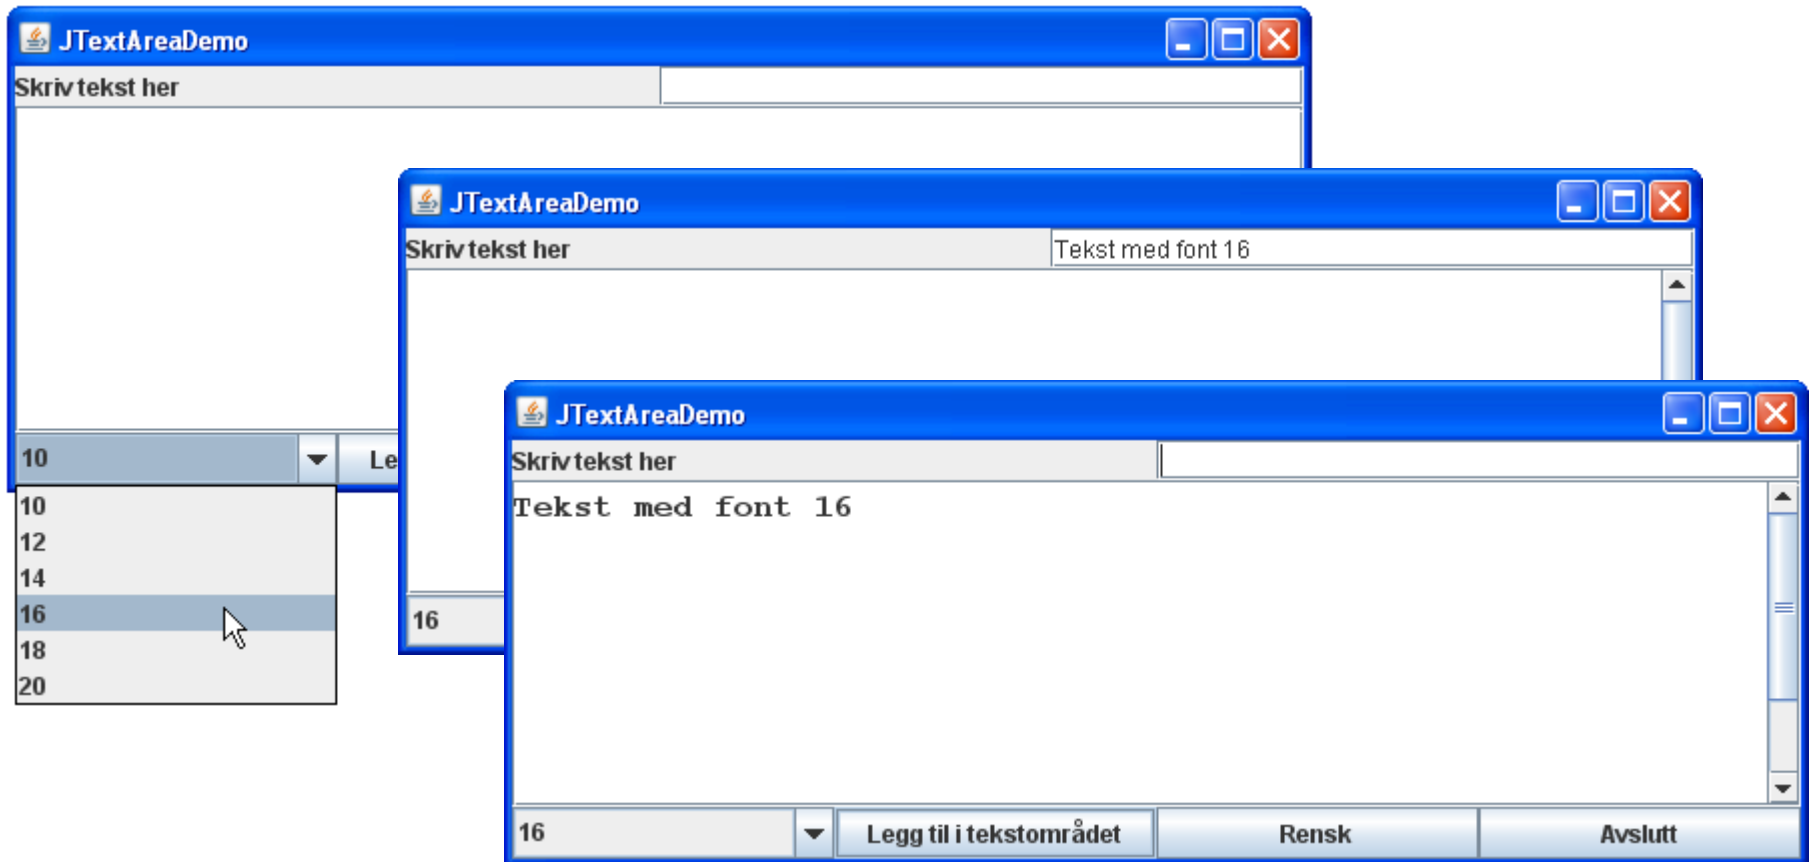 JTextAreaDemo
Skriv tekst her
10
Le
10
12
14
16
18
20
JTextAreaDemo
Skriv tekst her Tekst med font 16
16
JTextAreaDemo
Skriv tekst her
Tekst med font 16
16 Legg til i tekstområdet Rensk Avslutt